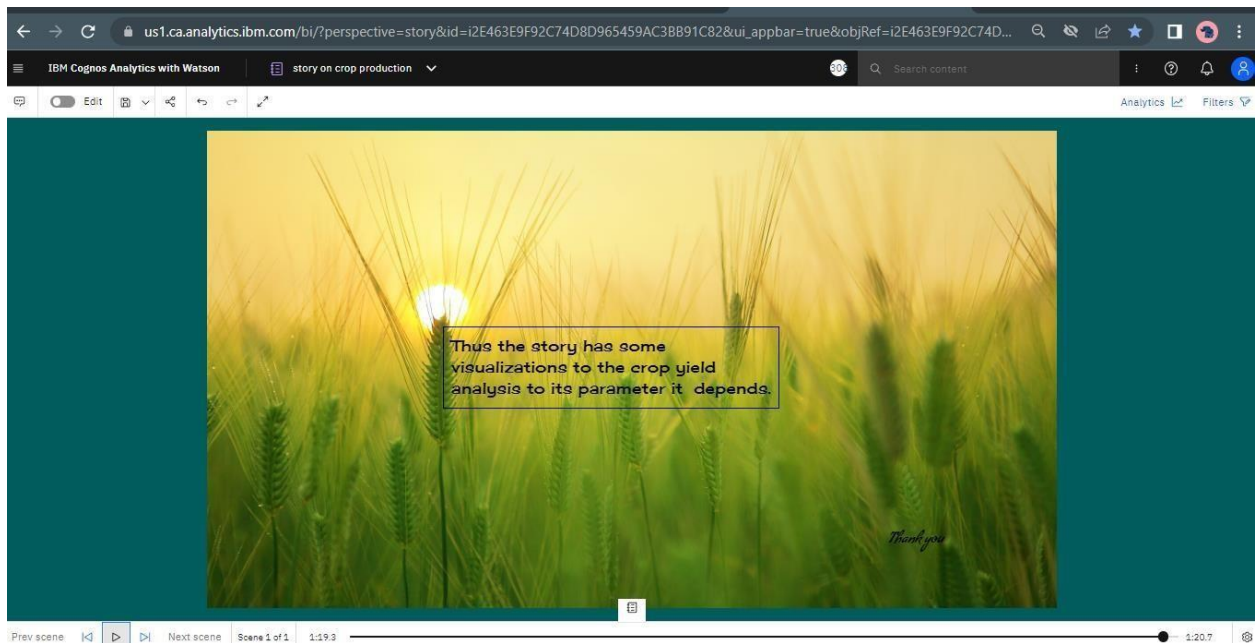 us1.ca.analytics.ibm.com/bi/?perspective=story&id=i2E463E9F92C74D8D965459AC3BB91C82&ui_appbar=true&objRef=i2E463E9F92C74D...
IBM Cognos Analytics with Watson story on crop production 308 Search content
Edit Analytics Filters
Thus the story has some
visualizations to the crop yield
analysis to its parameter it depends.
Thank you
Prev scene Next scene Scene 1 of 1 1:19.3 1:20.7